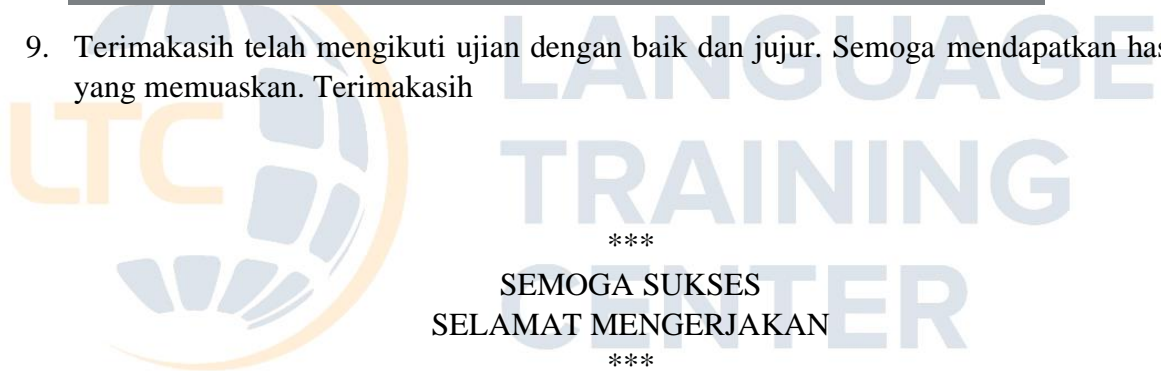 9. Terimakasih telah mengikuti ujian dengan baik dan jujur. Semoga mendapatkan
yang memuaskan. Terimakasih
LTC
LANGUAGE
TRAINING
CENTER
***
SEMOGA SUKSES
SELAMAT MENGERJAKAN
***